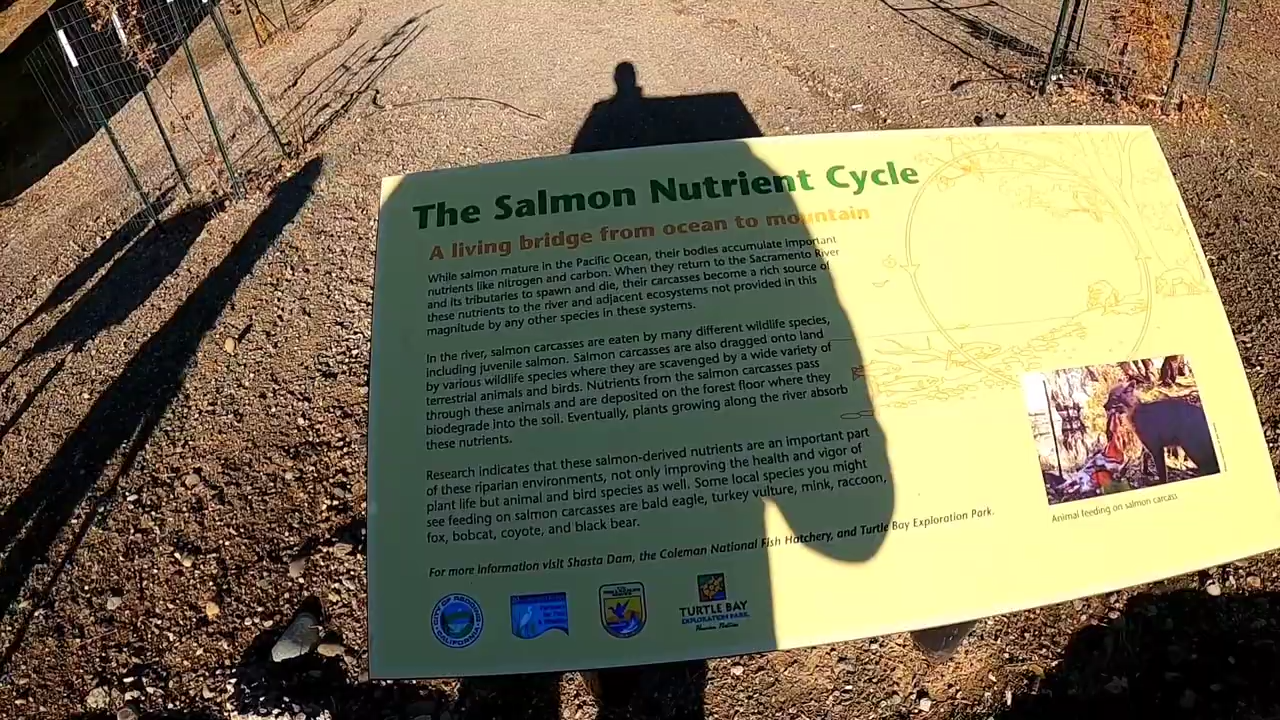 The Salmon Nutrient Cycle
A living bridge from ocean to mountain
While salmon mature in the Pacific Ocean, their bodies accumulate important
nutrients like nitrogen and carbon. When they return to the Sacramento River
and its tributaries to spawn and die, their carcasses become a rich source of
these nutrients to the river and adjacent ecosystems not provided in this
magnitude by any other species in these systems.
In the river, salmon carcasses are eaten by many different wildlife species,
including juvenile salmon. Salmon carcasses are also dragged onto land
by various wildlife species where they are scavenged by a wide variety of
terrestrial animals and birds. Nutrients from the salmon carcasses pass
through these animals and are deposited on the forest floor where they
biodegrade into the soil. Eventually, plants growing along the river absorb
these nutrients.
Research indicates that these salmon-derived nutrients are an important part
of these riparian environments, not only improving the health and vigor of
plant life but animal and bird species as well. Some local species you might
see feeding on salmon carcasses are bald eagle, turkey vulture, mink, raccoon,
fox, bobcat, coyote, and black bear.
Animal feeding on salmon carcass
For more information visit Shasta Dam, the Coleman National Fish Hatchery, and Turtle Bay Exploration Park.
CITY OF REDDING
CALIFORNIA
TURTLE BAY
EXPLORATION PARK